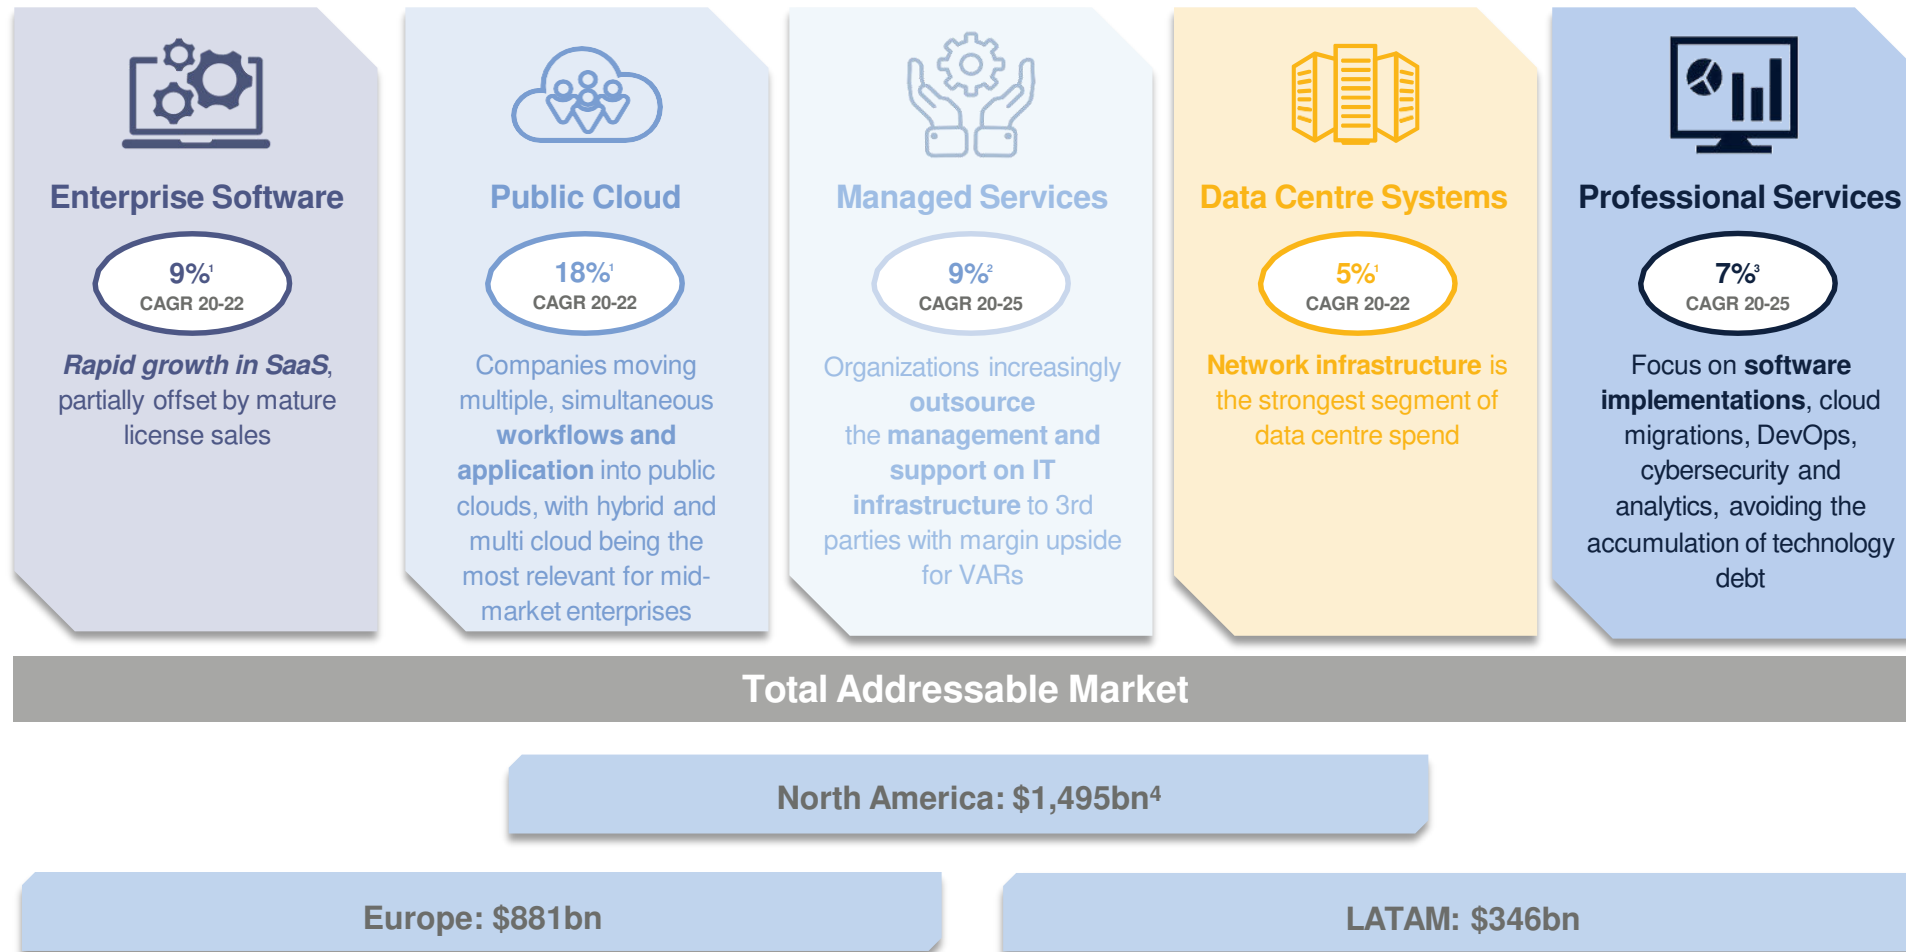 Enterprise Software
9%¹
CAGR 20-22
Rapid growth in SaaS,
partially offset by mature
license sales
Public Cloud
18%¹
CAGR 20-22
Companies moving
multiple, simultaneous
workflows and
application into public
clouds, with hybrid and
multi cloud being the
most relevant for mid-
market enterprises
Managed Services
9%²
CAGR 20-25
Organizations increasingly
outsource
the management and
support on IT
infrastructure to 3rd
parties with margin upside
for VARs
Data Centre Systems
5%¹
CAGR 20-22
Network infrastructure is
the strongest segment of
data centre spend
Professional Services
7%³
CAGR 20-25
Focus on software
implementations, cloud
migrations, DevOps,
cybersecurity and
analytics, avoiding the
accumulation of technology
debt
Total Addressable Market
North America: $1,495bn⁴
Europe: $881bn
LATAM: $346bn